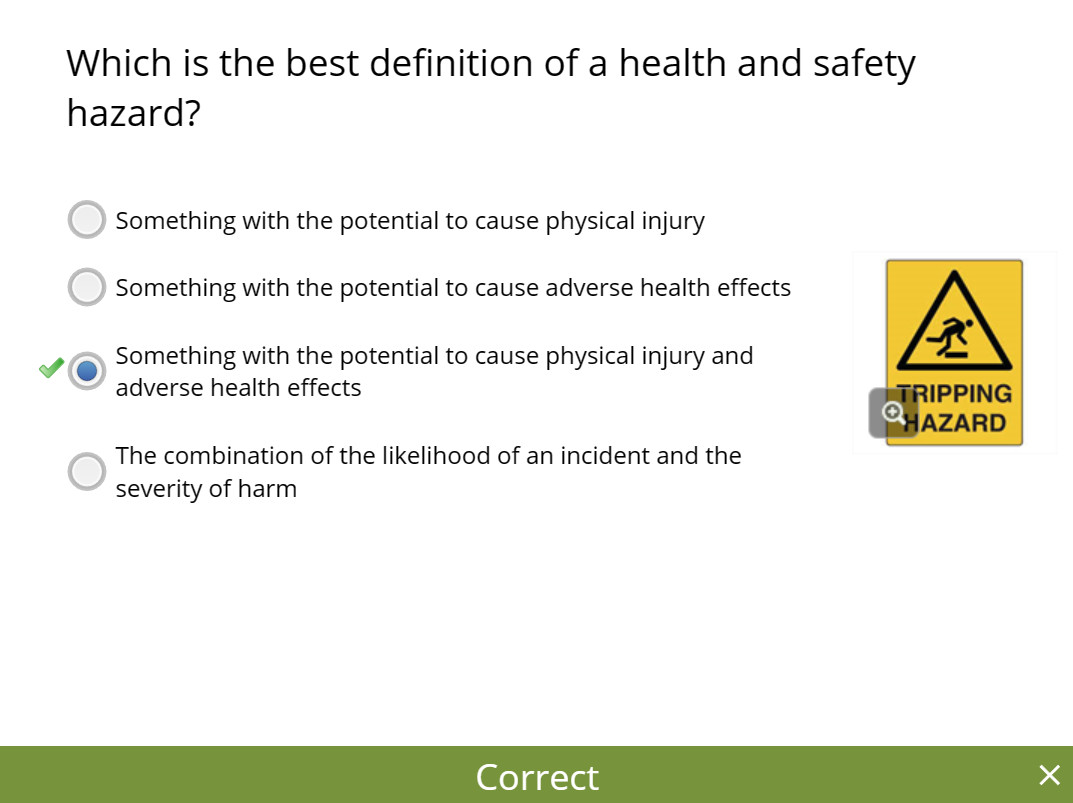 Which is the best definition of a health and safety
hazard?
Something with the potential to cause physical injury
Something with the potential to cause adverse health effects
Something with the potential to cause physical injury and
adverse health effects
TRIPPING
HAZARD
The combination of the likelihood of an incident and the
severity of harm
Correct